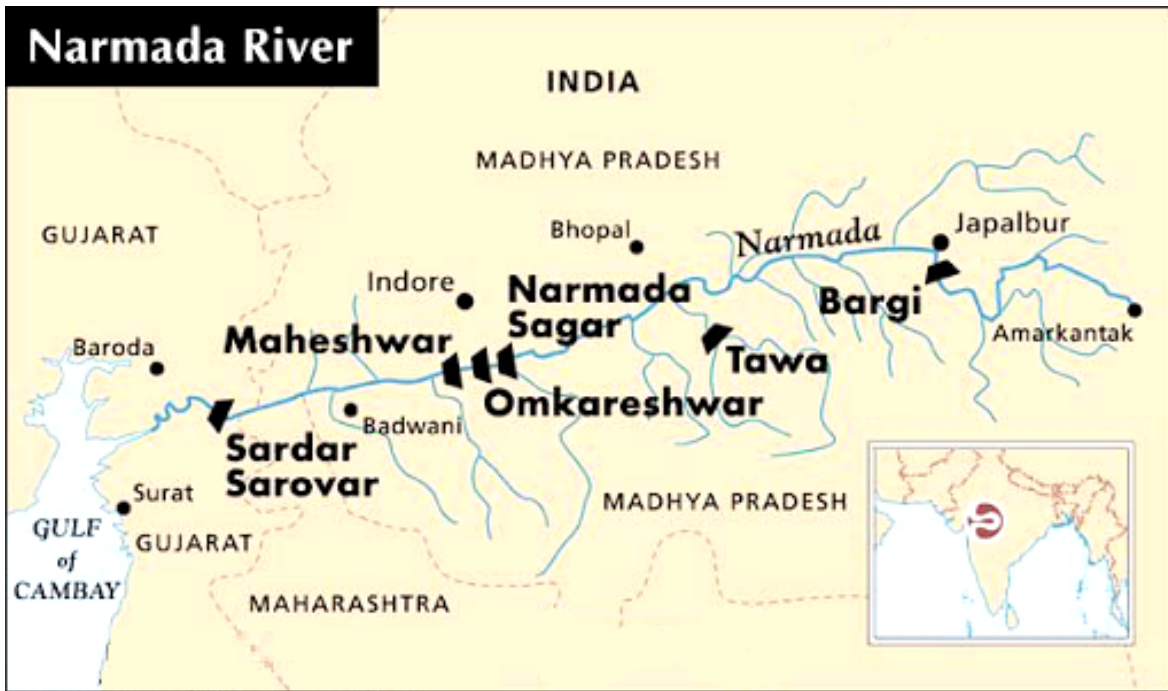 Narmada River
INDIA
MADHYA PRADESH
GUJARAT
Bhopal
Narmada
Japalbur
Indore
Narmada
Sagar
Bargi
Maheshwar
Amarkantak
Baroda
Tawa
Omkareshwar
Badwani
Sardar
Sarovar
Surat
MADHYA PRADESH
GULF
of
CAMBAY
GUJARAT
MAHARASHTRA